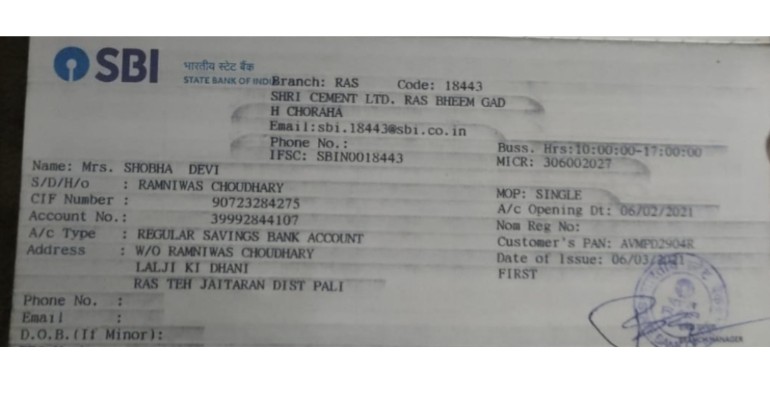 SBI
भारतीय स्टेट बैंक
STATE BANK OF INDIA
Branch: RAS Code: 18443
SHRI CEMENT LTD. RAS BHEEM GAD
H CHORAHA
Email:sbi.18443@sbi.co.in
Phone No.:
Buss. Hrs:10:00:00-17:00:00
IFSC: SBIN0018443
MICR: 306002027
Name: Mrs. SHOBHA DEVI
S/D/H/o : RAMNIWAS CHOUDHARY
MOP: SINGLE
CIF Number : 90723284275
A/c Opening Dt: 06/02/2021
Account No.: 39992844107
Nom Reg No:
A/c Type : REGULAR SAVINGS BANK ACCOUNT
Customer's PAN: AVMPD2904R
Address : W/O RAMNIWAS CHOUDHARY
Date of Issue: 06/03/2021
LALJI KI DHANI
FIRST
RAS TEH JAITARAN DIST PALI
Phone No. :
Email :
D.O.B.(If Minor):
BRANCH MANAGER